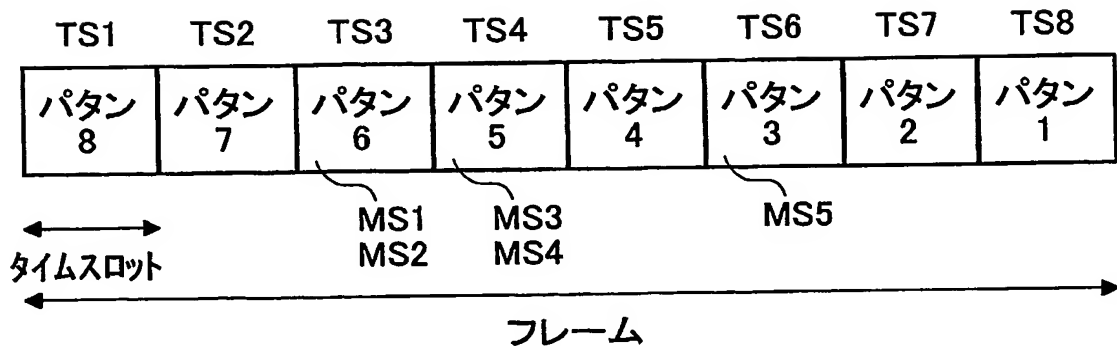 TS1 TS2 TS3 TS4 TS5 TS6 TS7 TS8
パタン パタン パタン パタン パタン パタン パタン パタン
8 7 6 5 4 3 2 1
MS1 MS3 MS5
MS2 MS4
タイムスロット
フレーム